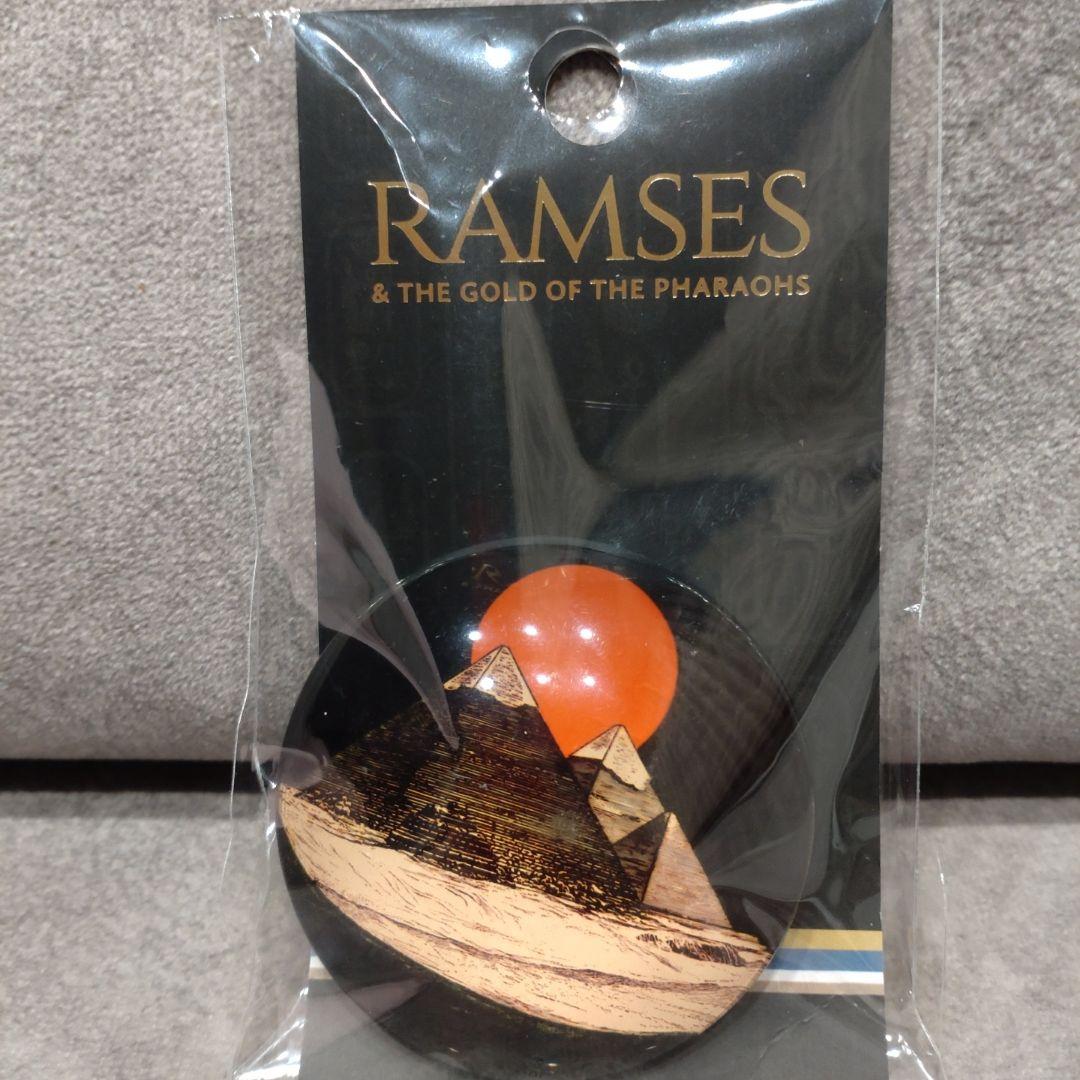 RAMSES
& THE GOLD OF THE PHARAOHS